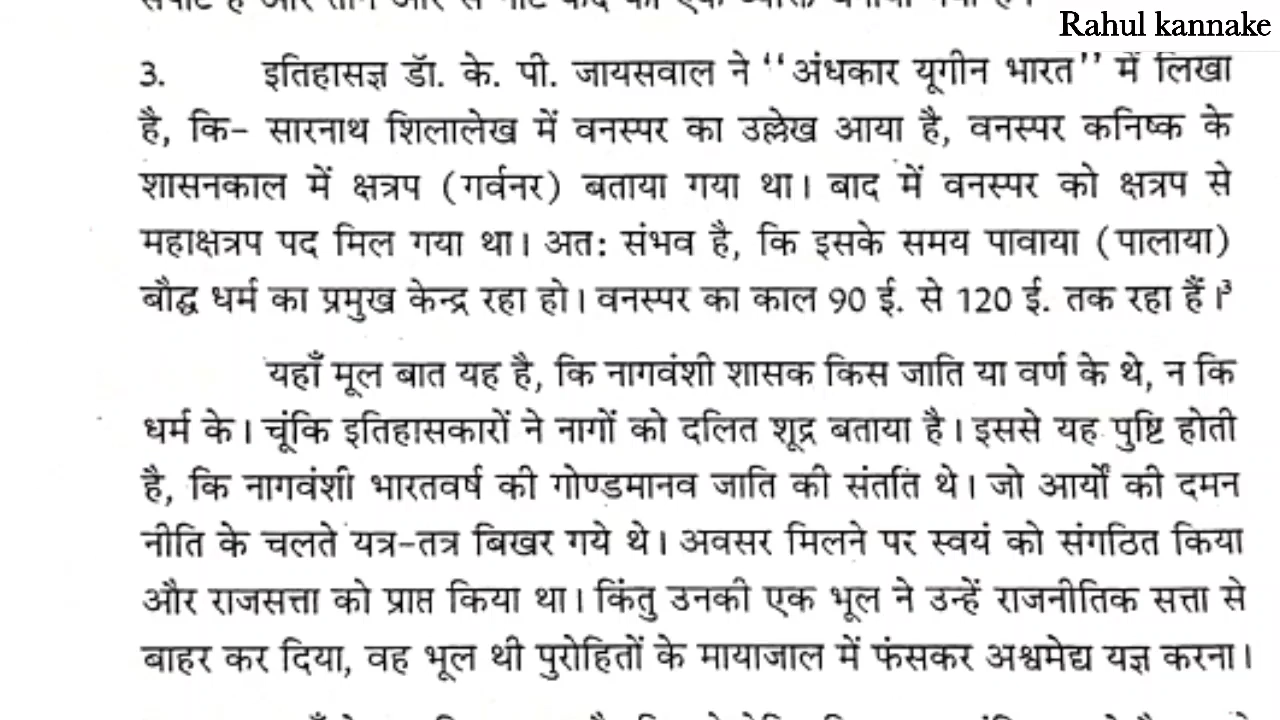 Rahul kannake
3. इतिहासज्ञ डॅा. के. पी. जायसवाल ने ‘‘अंधकार यूगीन भारत’’ में लिखा
है, कि- सारनाथ शिलालेख में वनस्पर का उल्लेख आया है, वनस्पर कनिष्क के
शासनकाल में क्षत्रप (गर्वनर) बताया गया था। बाद में वनस्पर को क्षत्रप से
महाक्षत्रप पद मिल गया था। अतः संभव है, कि इसके समय पावाया (पालाया)
बौद्ध धर्म का प्रमुख केन्द्र रहा हो। वनस्पर का काल 90 ई. से 120 ई. तक रहा हैं।³
यहाँ मूल बात यह है, कि नागवंशी शासक किस जाति या वर्ण के थे, न कि
धर्म के। चूंकि इतिहासकारों ने नागों को दलित शूद्र बताया है। इससे यह पुष्टि होती
है, कि नागवंशी भारतवर्ष की गोण्डमानव जाति की संतति थे। जो आर्यों की दमन
नीति के चलते यत्र-तत्र बिखर गये थे। अवसर मिलने पर स्वयं को संगठित किया
और राजसत्ता को प्राप्त किया था। किंतु उनकी एक भूल ने उन्हें राजनीतिक सत्ता से
बाहर कर दिया, वह भूल थी पुरोहितों के मायाजाल में फंसकर अश्वमेद्य यज्ञ करना।